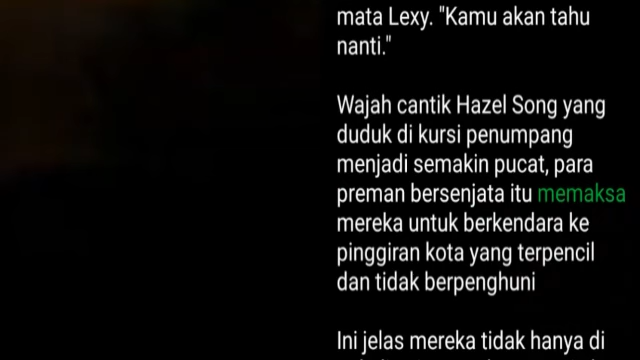 mata Lexy. "Kamu akan tahu
nanti."
Wajah cantik Hazel Song yang
duduk di kursi penumpang
menjadi semakin pucat, para
preman bersenjata itu memaksa
mereka untuk berkendara ke
pinggiran kota yang terpencil
dan tidak berpenghuni
Ini jelas mereka tidak hanya di